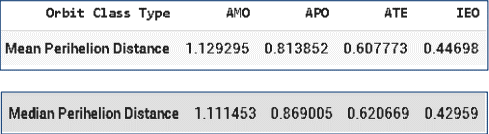 Orbit Class Type AMO APO ATE IEO
Mean Perihelion Distance 1.129295 0.813852 0.607773 0.44698
Median Perihelion Distance 1.111453 0.869005 0.620669 0.42959